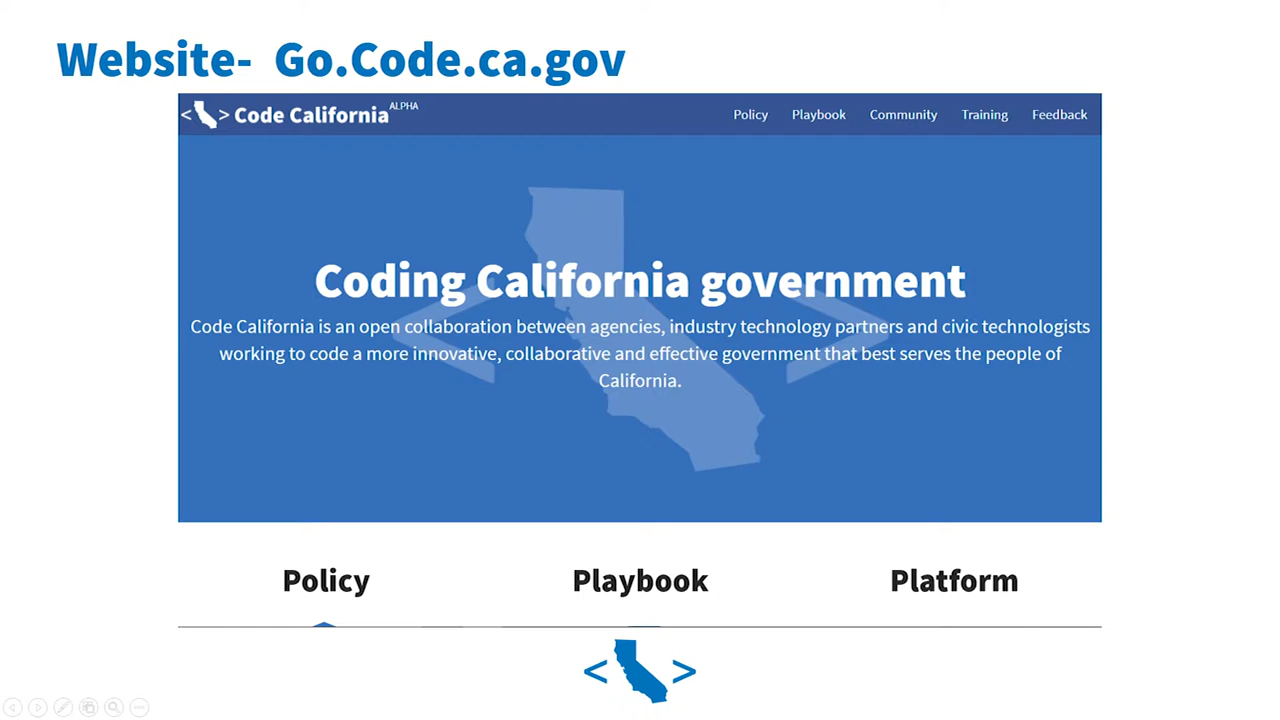 Website- Go.Code.ca.gov
< > Code California ALPHA
Policy Playbook Community Training Feedback
Coding California government
Code California is an open collaboration between agencies, industry technology partners and civic technologists
working to code a more innovative, collaborative and effective government that best serves the people of
California.
Policy Playbook Platform
< >